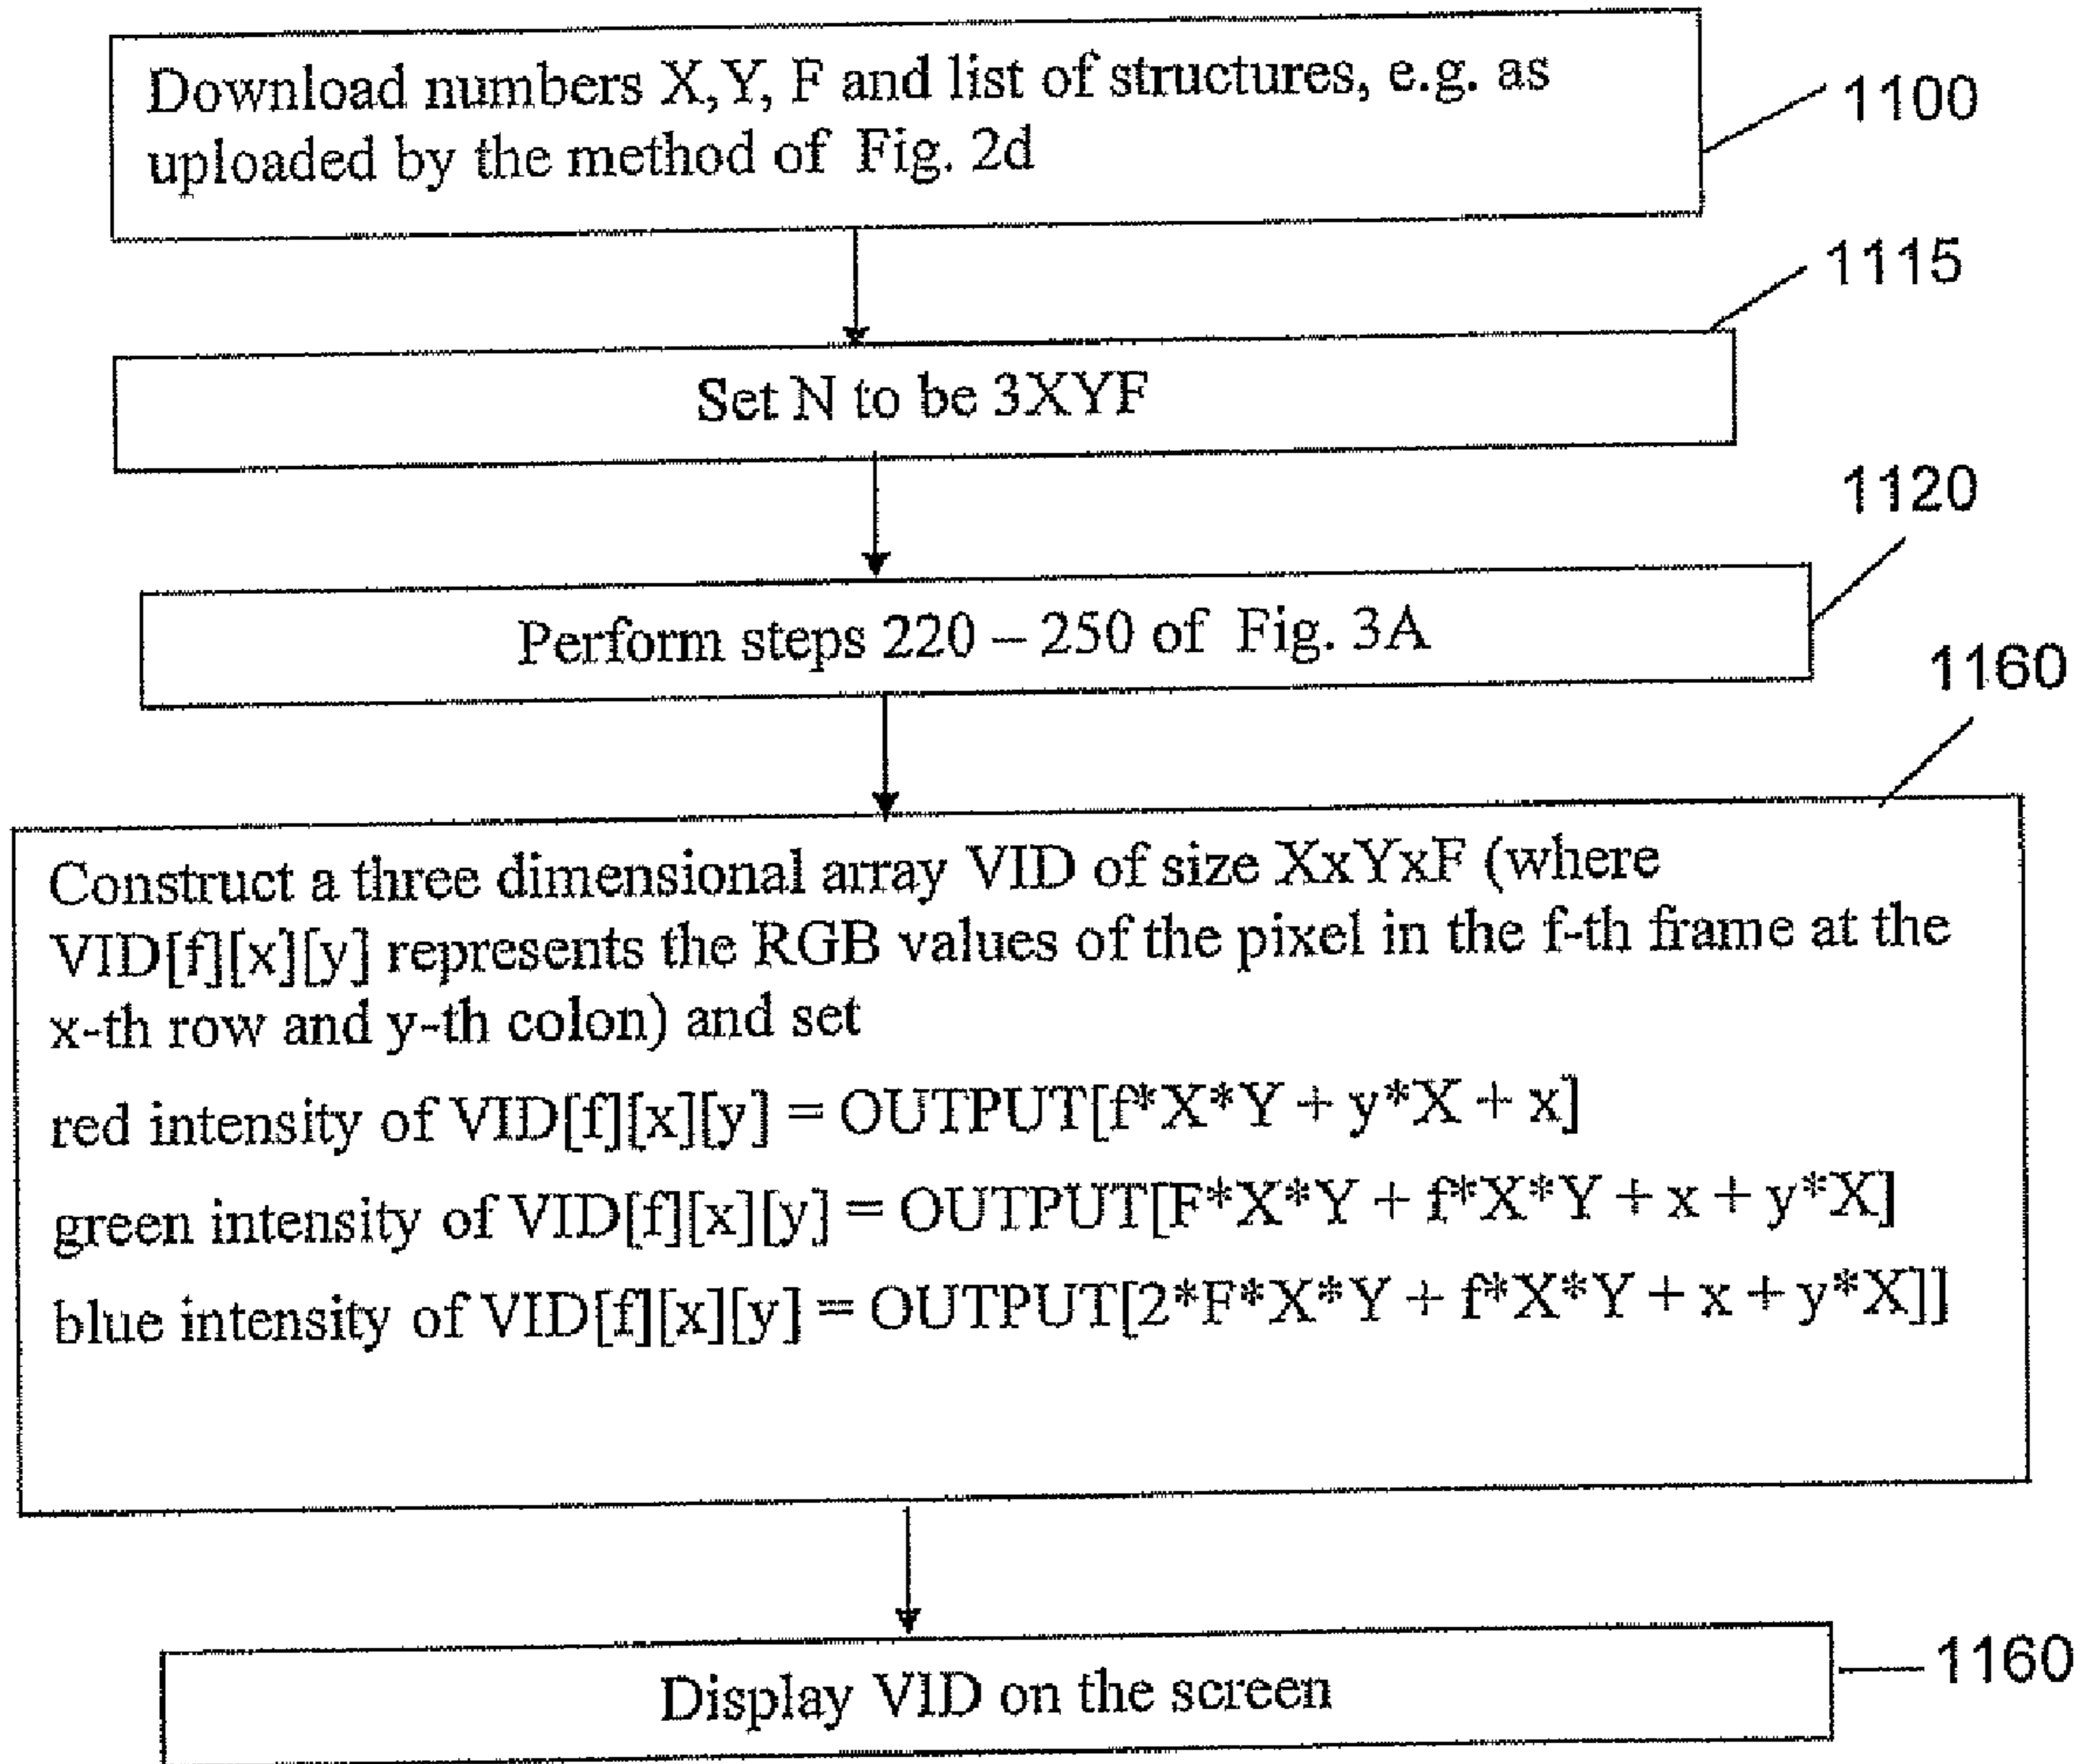 Download numbers X, Y, F and list of structures, e.g. as
uploaded by the method of Fig. 2d
1100
1115
Set N to be 3XYF
1120
Perform steps 220 – 250 of Fig. 3A
1160
Construct a three dimensional array VID of size XxYxF (where
VID[f][x][y] represents the RGB values of the pixel in the f-th frame at the
x-th row and y-th colon) and set
red intensity of VID[f][x][y] = OUTPUT[f*X*Y + y*X + x]
green intensity of VID[f][x][y] = OUTPUT[F*X*Y + f*X*Y + x + y*X]
blue intensity of VID[f][x][y] = OUTPUT[2*F*X*Y + f*X*Y + x + y*X]]
Display VID on the screen
1160